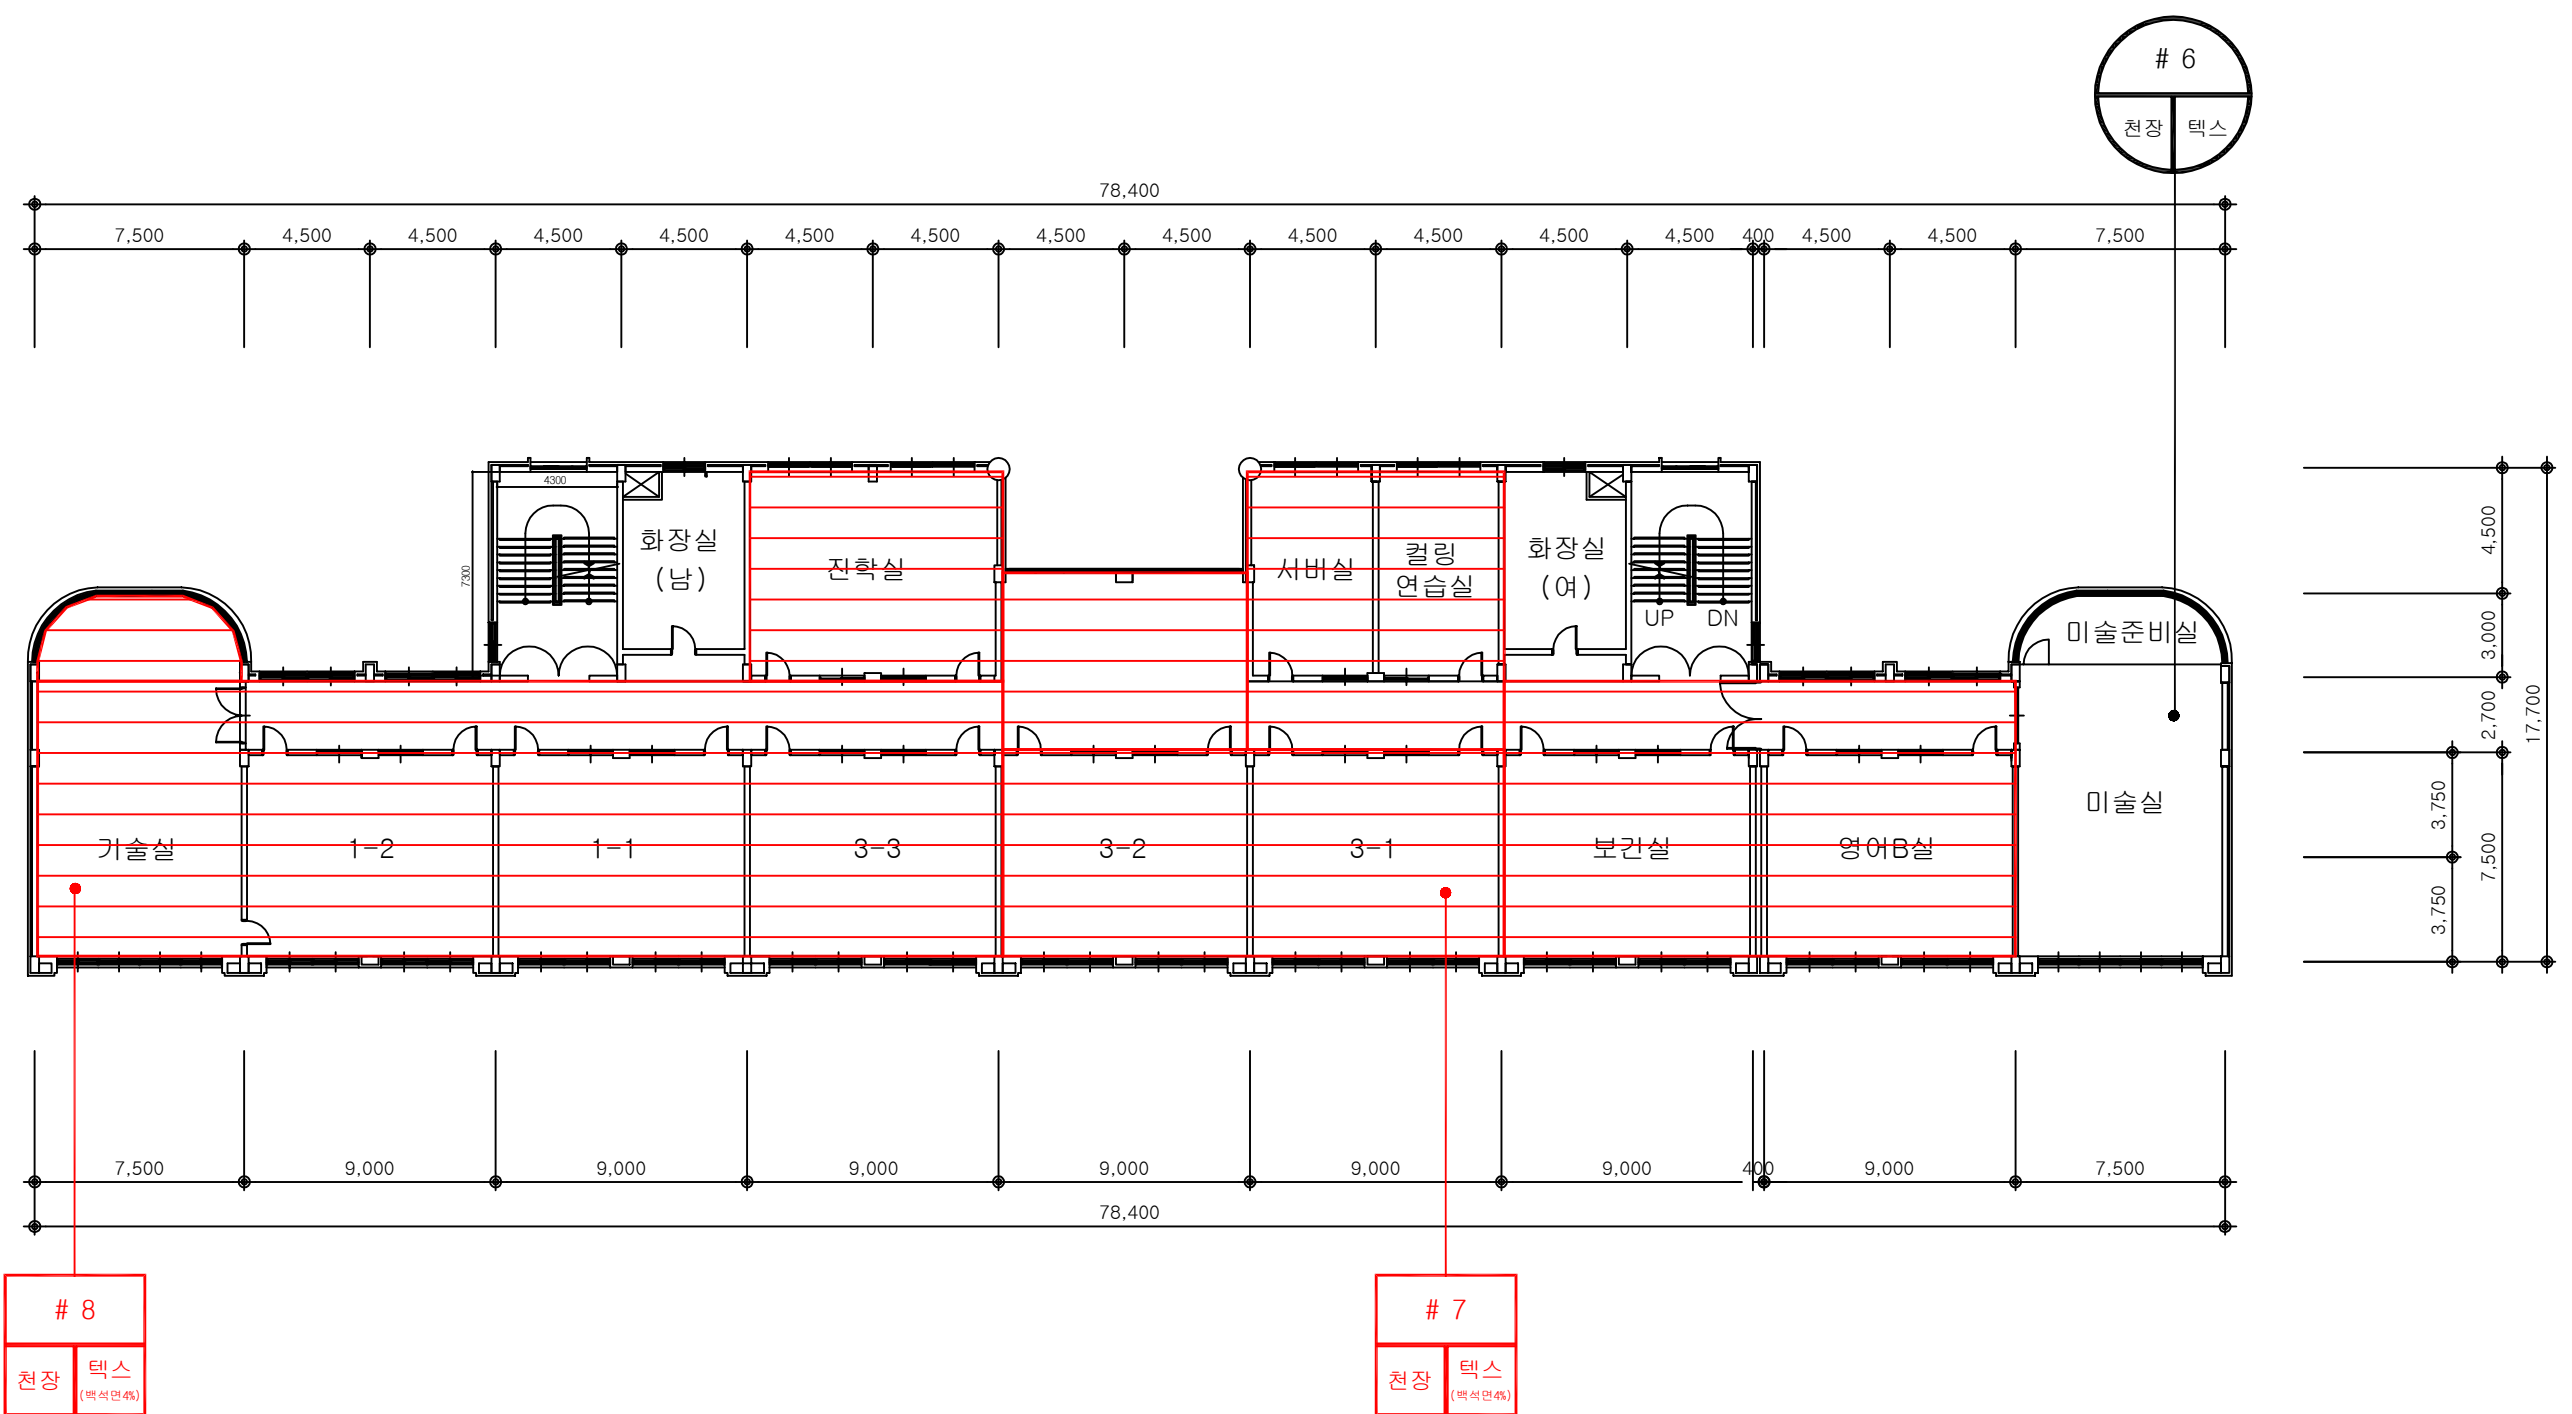 # 6
천장 텍스
78,400
7,500 4,500 4,500 4,500 4,500 4,500 4,500 4,500 4,500 4,500 4,500 4,500 4,500 400 4,500 4,500 7,500
4300
7300
화장실
(남)
진학실
서버실
컬링
연습실
화장실
(여)
UP DN
미술준비실
4,500
3,000
2,700
17,700
3,750
7,500
3,750
미술실
기술실 1-2 1-1 3-3 3-2 3-1 보건실 영어B실
7,500 9,000 9,000 9,000 9,000 9,000 9,000 400 9,000 7,500
78,400
# 8
천장 텍스
(백석면4%)
# 7
천장 텍스
(백석면4%)